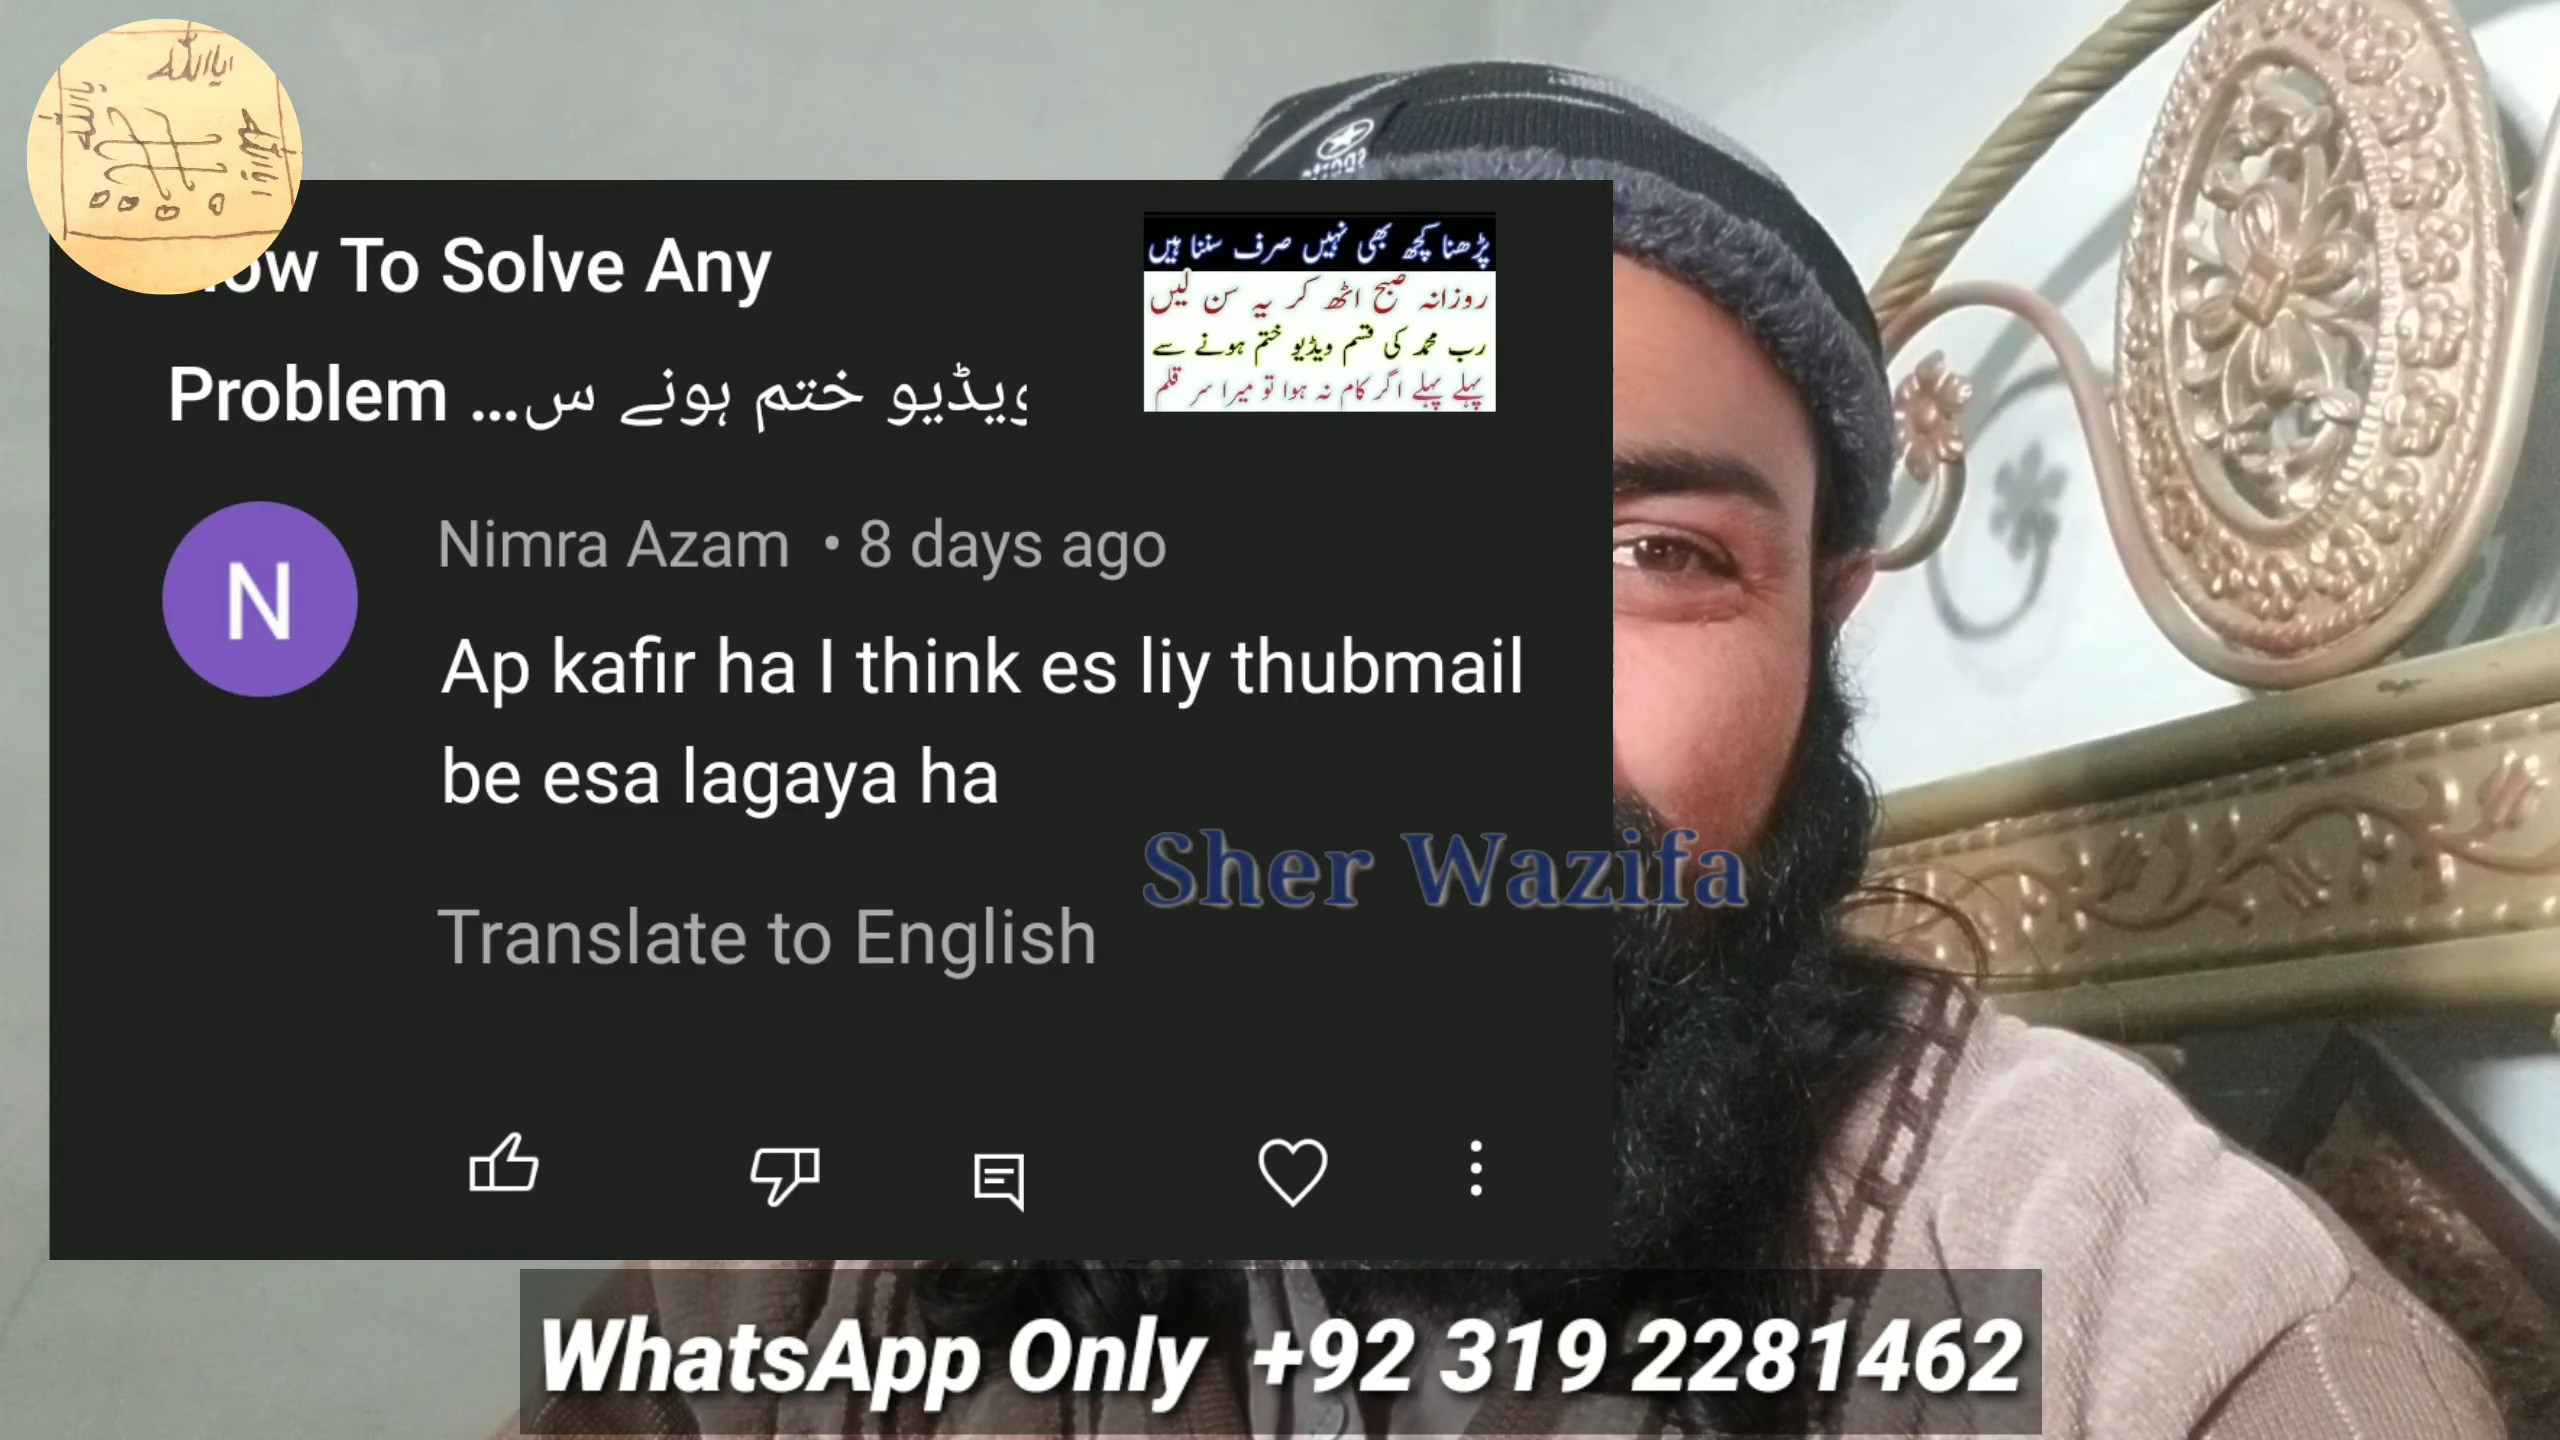 یااللہ
یااللہ
How To Solve Any
Problem ...ویڈیو ختم ہونے س
پڑھنا کچھ بھی نہیں صرف سننا ہیں
روزانہ صبح اٹھ کر یہ سن لیں
رب محمد کی قسم ویڈیو ختم ہونے سے
پہلے پہلے اگر کام نہ ہوا تو میرا سر قلم
N
Nimra Azam • 8 days ago
Ap kafir ha I think es liy thubmail
be esa lagaya ha
Sher Wazifa
Translate to English
WhatsApp Only +92 319 2281462